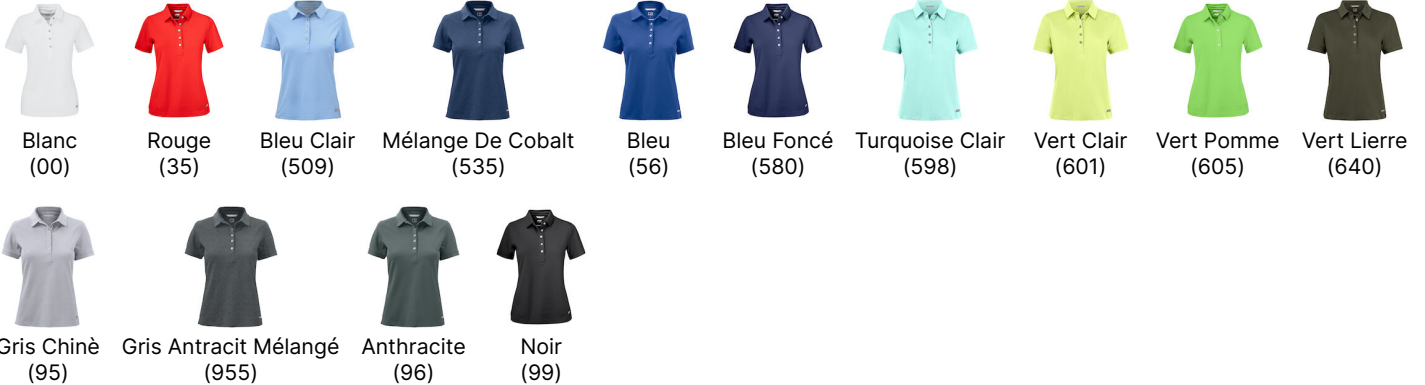 Blanc
(00)
Rouge
(35)
Bleu Clair
(509)
Mélange De Cobalt
(535)
Bleu
(56)
Bleu Foncé
(580)
Turquoise Clair
(598)
Vert Clair
(601)
Vert Pomme
(605)
Vert Lierre
(640)
Gris Chinè
(95)
Gris Antracit Mélangé
(955)
Anthracite
(96)
Noir
(99)